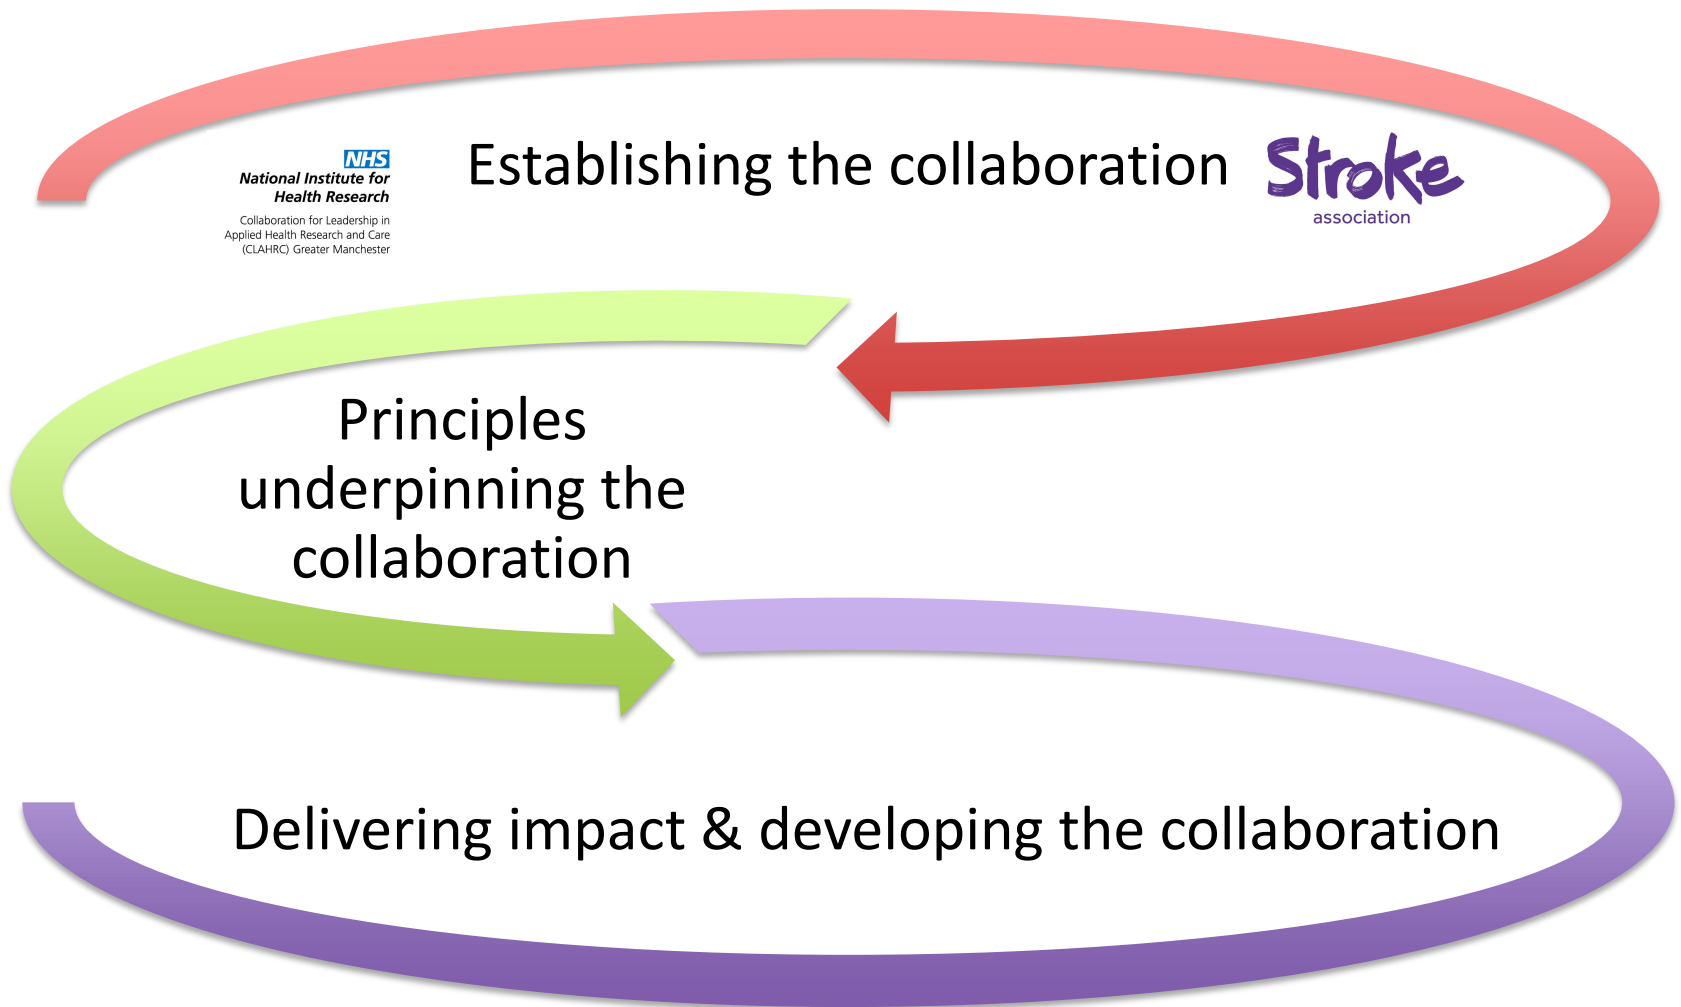 NHS
National Institute for
Health Research
Collaboration for Leadership in
Applied Health Research and Care
(CLAHRC) Greater Manchester
Establishing the collaboration
Stroke
association
Principles
underpinning the
collaboration
Delivering impact & developing the collaboration